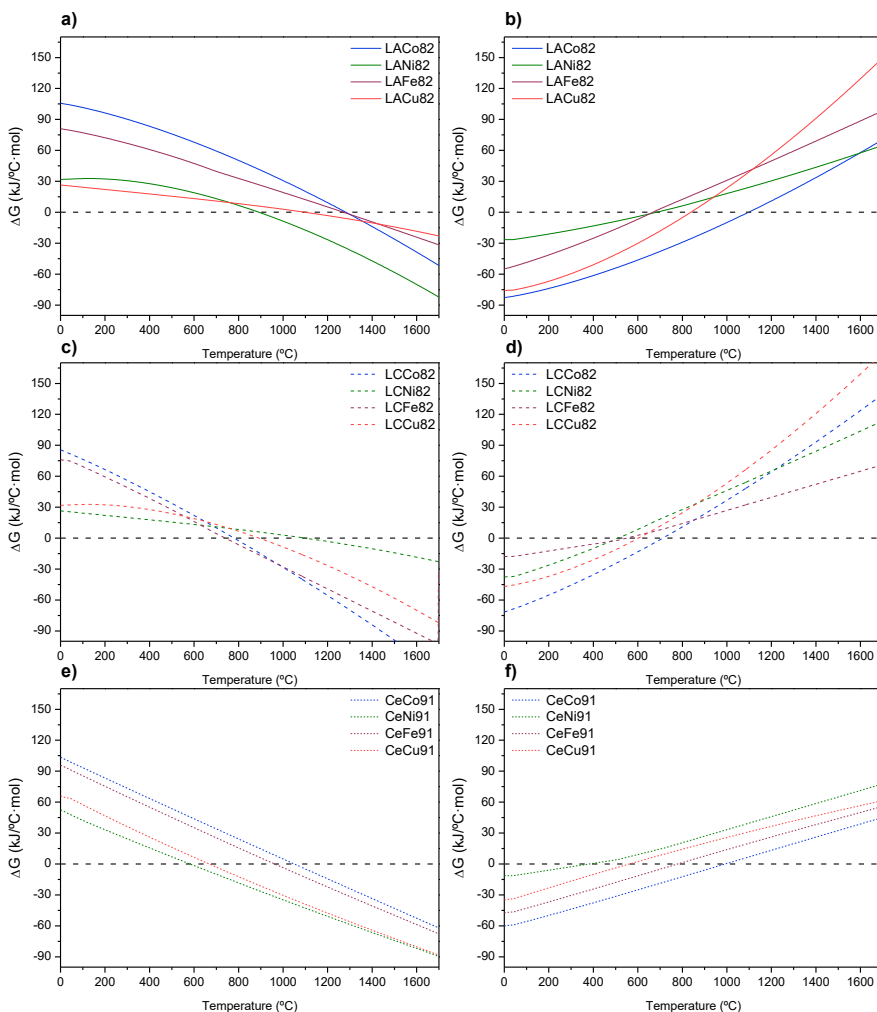 a)
LACo82
LANi82
LAFe82
LACu82
150
120
90
60
30
0
-30
-60
-90
ΔG (kJ/ºC·mol)
0 200 400 600 800 1000 1200 1400 1600
Temperature (ºC)
b)
LACo82
LANi82
LAFe82
LACu82
150
120
90
60
30
0
-30
-60
-90
ΔG (kJ/ºC·mol)
0 200 400 600 800 1000 1200 1400 1600
Temperature (ºC)
c)
LCCo82
LCNi82
LCFe82
LCCu82
150
120
90
60
30
0
-30
-60
-90
ΔG (kJ/ºC·mol)
0 200 400 600 800 1000 1200 1400 1600
Temperature (ºC)
d)
LCCo82
LCNi82
LCFe82
LCCu82
150
120
90
60
30
0
-30
-60
-90
ΔG (kJ/ºC·mol)
0 200 400 600 800 1000 1200 1400 1600
Temperature (ºC)
e)
CeCo91
CeNi91
CeFe91
CeCu91
150
120
90
60
30
0
-30
-60
-90
ΔG (kJ/ºC·mol)
0 200 400 600 800 1000 1200 1400 1600
Temperature (ºC)
f)
CeCo91
CeNi91
CeFe91
CeCu91
150
120
90
60
30
0
-30
-60
-90
ΔG (kJ/ºC·mol)
0 200 400 600 800 1000 1200 1400 1600
Temperature (ºC)